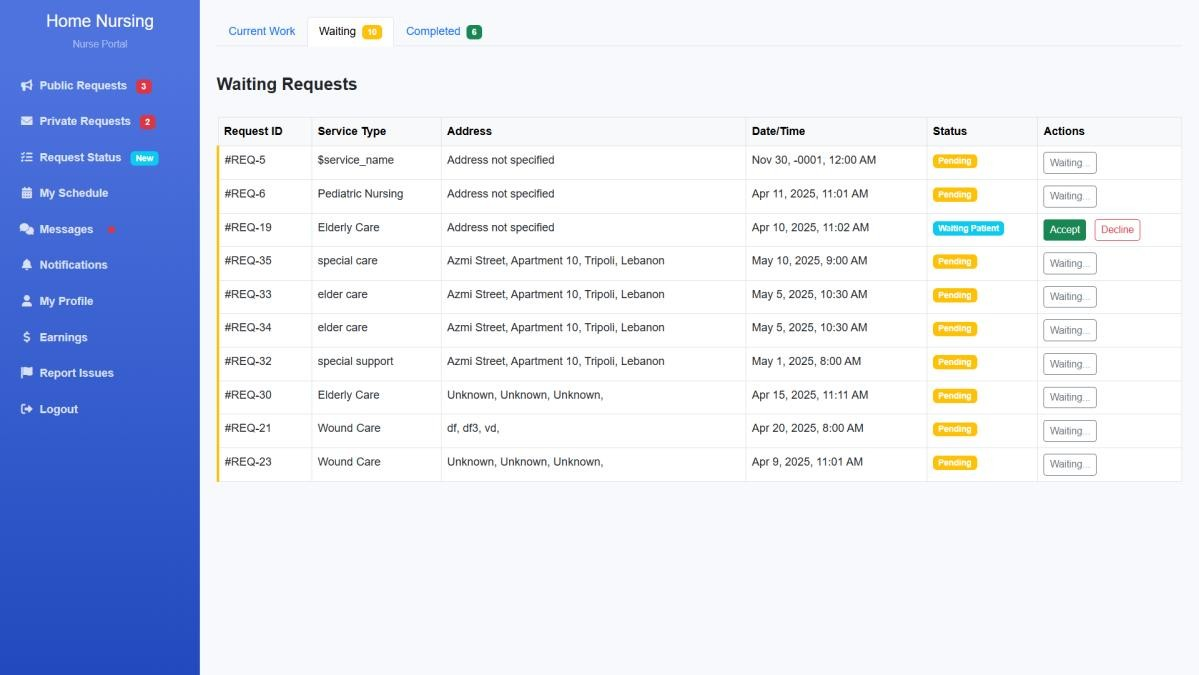 Home Nursing
Nurse Portal
Public Requests 3
Private Requests 2
Request Status New
My Schedule
Messages
Notifications
My Profile
Earnings
Report Issues
Logout
Current Work Waiting 10 Completed 6
Waiting Requests
Request ID Service Type Address Date/Time Status Actions
#REQ-5 $service_name Address not specified Nov 30, -0001, 12:00 AM Pending Waiting...
#REQ-6 Pediatric Nursing Address not specified Apr 11, 2025, 11:01 AM Pending Waiting...
#REQ-19 Elderly Care Address not specified Apr 10, 2025, 11:02 AM Waiting Patient Accept Decline
#REQ-35 special care Azmi Street, Apartment 10, Tripoli, Lebanon May 10, 2025, 9:00 AM Pending Waiting...
#REQ-33 elder care Azmi Street, Apartment 10, Tripoli, Lebanon May 5, 2025, 10:30 AM Pending Waiting...
#REQ-34 elder care Azmi Street, Apartment 10, Tripoli, Lebanon May 5, 2025, 10:30 AM Pending Waiting...
#REQ-32 special support Azmi Street, Apartment 10, Tripoli, Lebanon May 1, 2025, 8:00 AM Pending Waiting...
#REQ-30 Elderly Care Unknown, Unknown, Unknown, Apr 15, 2025, 11:11 AM Pending Waiting...
#REQ-21 Wound Care df, df3, vd, Apr 20, 2025, 8:00 AM Pending Waiting...
#REQ-23 Wound Care Unknown, Unknown, Unknown, Apr 9, 2025, 11:01 AM Pending Waiting...